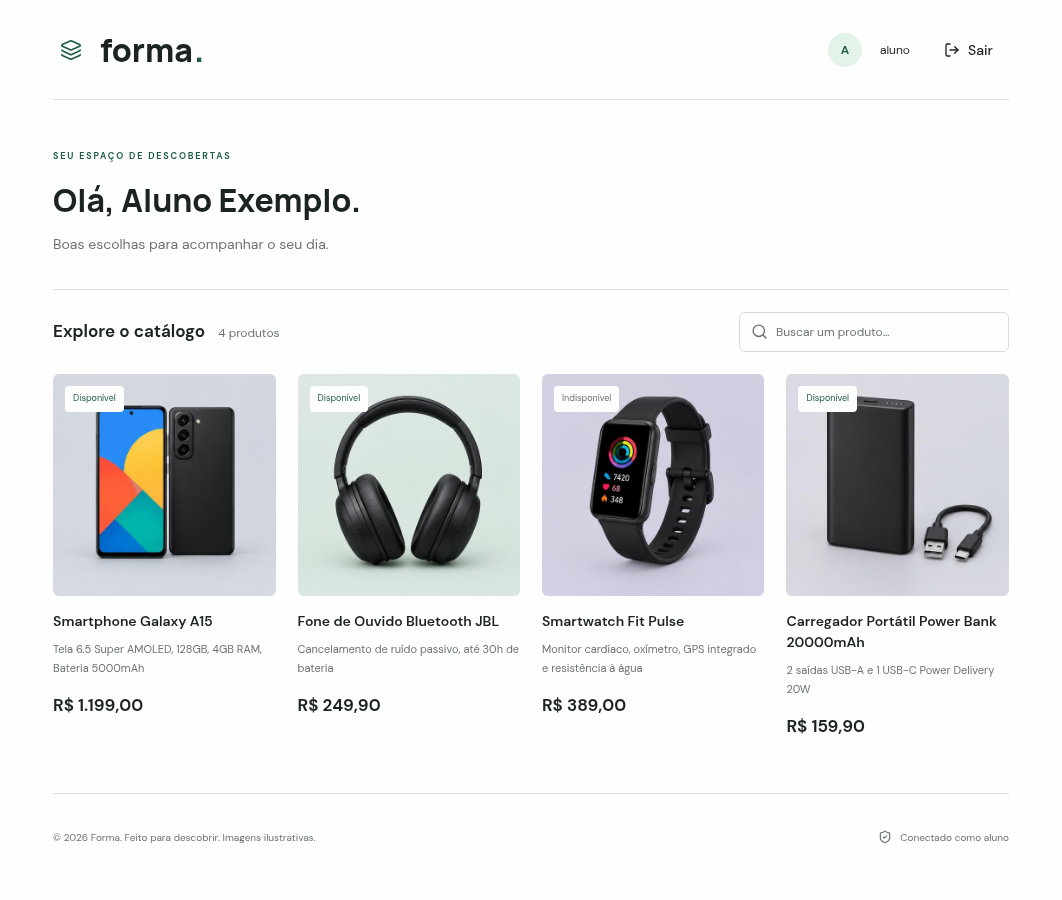 forma.
A
aluno
Sair
SEU ESPAÇO DE DESCOBERTAS
Olá, Aluno Exemplo.
Boas escolhas para acompanhar o seu dia.
Explore o catálogo
4 produtos
Buscar um produto...
Disponível
Disponível
Indisponível
Disponível
7420
68
348
Smartphone Galaxy A15
Tela 6.5 Super AMOLED, 128GB, 4GB RAM,
Bateria 5000mAh
R$ 1.199,00
Fone de Ouvido Bluetooth JBL
Cancelamento de ruído passivo, até 30h de
bateria
R$ 249,90
Smartwatch Fit Pulse
Monitor cardíaco, oxímetro, GPS integrado
e resistência à água
R$ 389,00
Carregador Portátil Power Bank
20000mAh
2 saídas USB-A e 1 USB-C Power Delivery
20W
R$ 159,90
© 2026 Forma. Feito para descobrir. Imagens ilustrativas.
Conectado como aluno